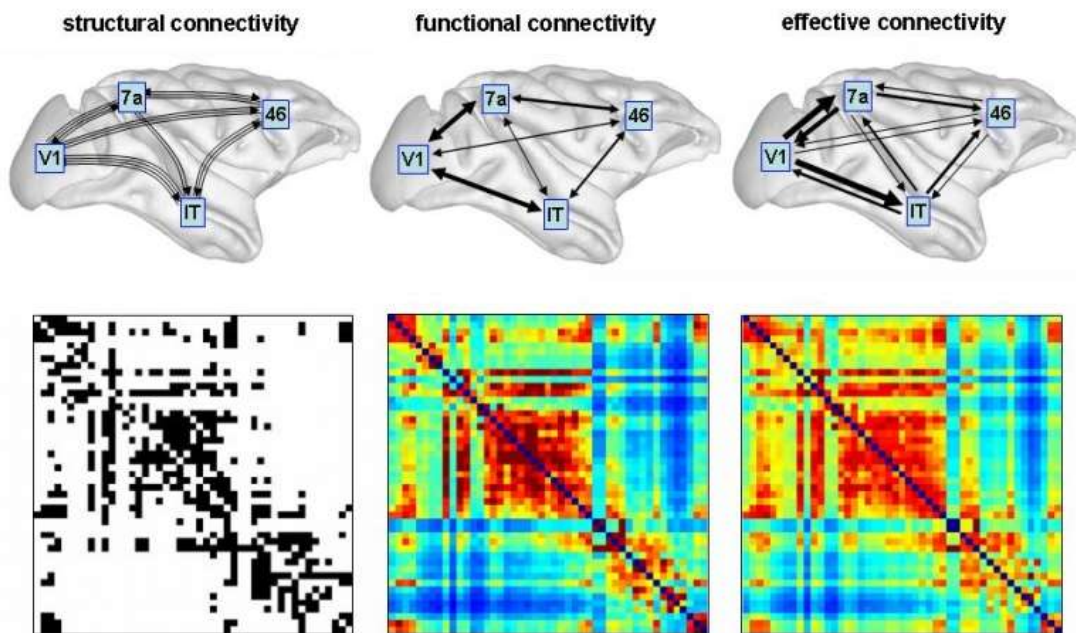 structural connectivity functional connectivity effective connectivity
7a 7a 7a
46 46 46
V1 V1 V1
IT IT IT